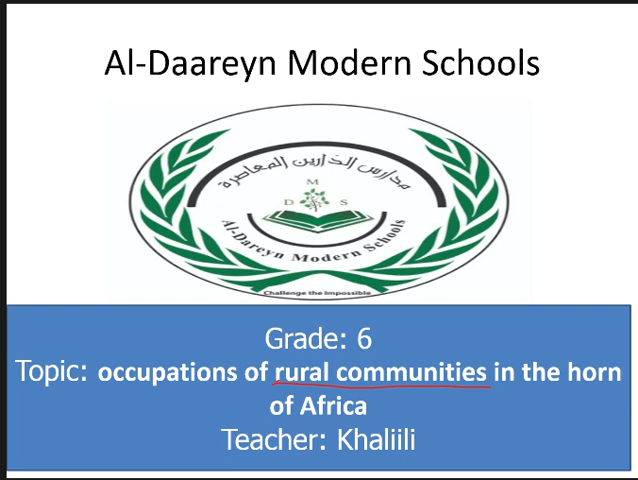 Al-Daareyn Modern Schools
مدارس الدارين المعاصرة
M
D S
Al-Dareyn Modern Schools
Challenge the Impossible
Grade: 6
Topic: occupations of rural communities in the horn
of Africa
Teacher: Khaliili